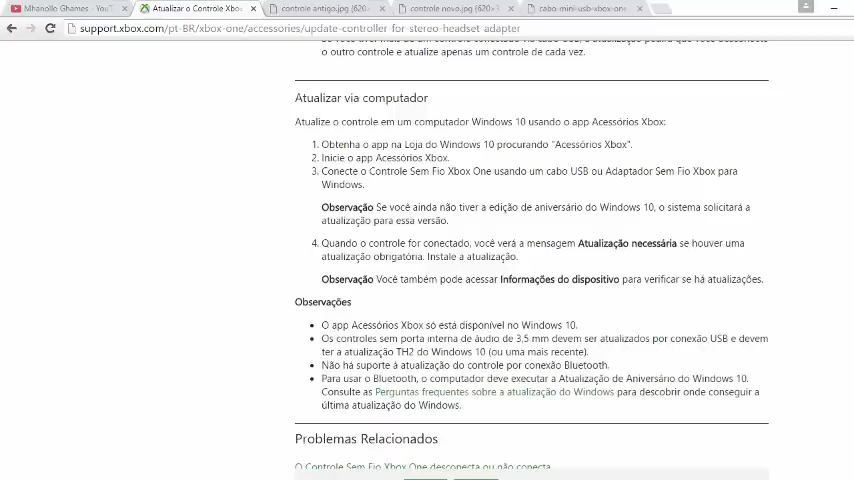 Mhanollo Ghames - YouT
Atualizar o Controle Xbo
controle antigo.jpg (620×
controle novo.jpg (620×3
cabo-mini-usb-xbox-one-
support.xbox.com/pt-BR/xbox-one/accessories/update-controller-for-stereo-headset-adapter
o outro controle e atualize apenas um controle de cada vez.
Atualizar via computador
Atualize o controle em um computador Windows 10 usando o app Acessórios Xbox:
1. Obtenha o app na Loja do Windows 10 procurando "Acessórios Xbox".
2. Inicie o app Acessórios Xbox.
3. Conecte o Controle Sem Fio Xbox One usando um cabo USB ou Adaptador Sem Fio Xbox para
Windows.
Observação Se você ainda não tiver a edição de aniversário do Windows 10, o sistema solicitará a
atualização para essa versão.
4. Quando o controle for conectado, você verá a mensagem Atualização necessária se houver uma
atualização obrigatória. Instale a atualização.
Observação Você também pode acessar Informações do dispositivo para verificar se há atualizações.
Observações
• O app Acessórios Xbox só está disponível no Windows 10.
• Os controles sem porta interna de áudio de 3,5 mm devem ser atualizados por conexão USB e devem
ter a atualização TH2 do Windows 10 (ou uma mais recente).
• Não há suporte à atualização do controle por conexão Bluetooth.
• Para usar o Bluetooth, o computador deve executar a Atualização de Aniversário do Windows 10.
Consulte as Perguntas frequentes sobre a atualização do Windows para descobrir onde conseguir a
última atualização do Windows.
Problemas Relacionados
O Controle Sem Fio Xbox One desconecta ou não conecta